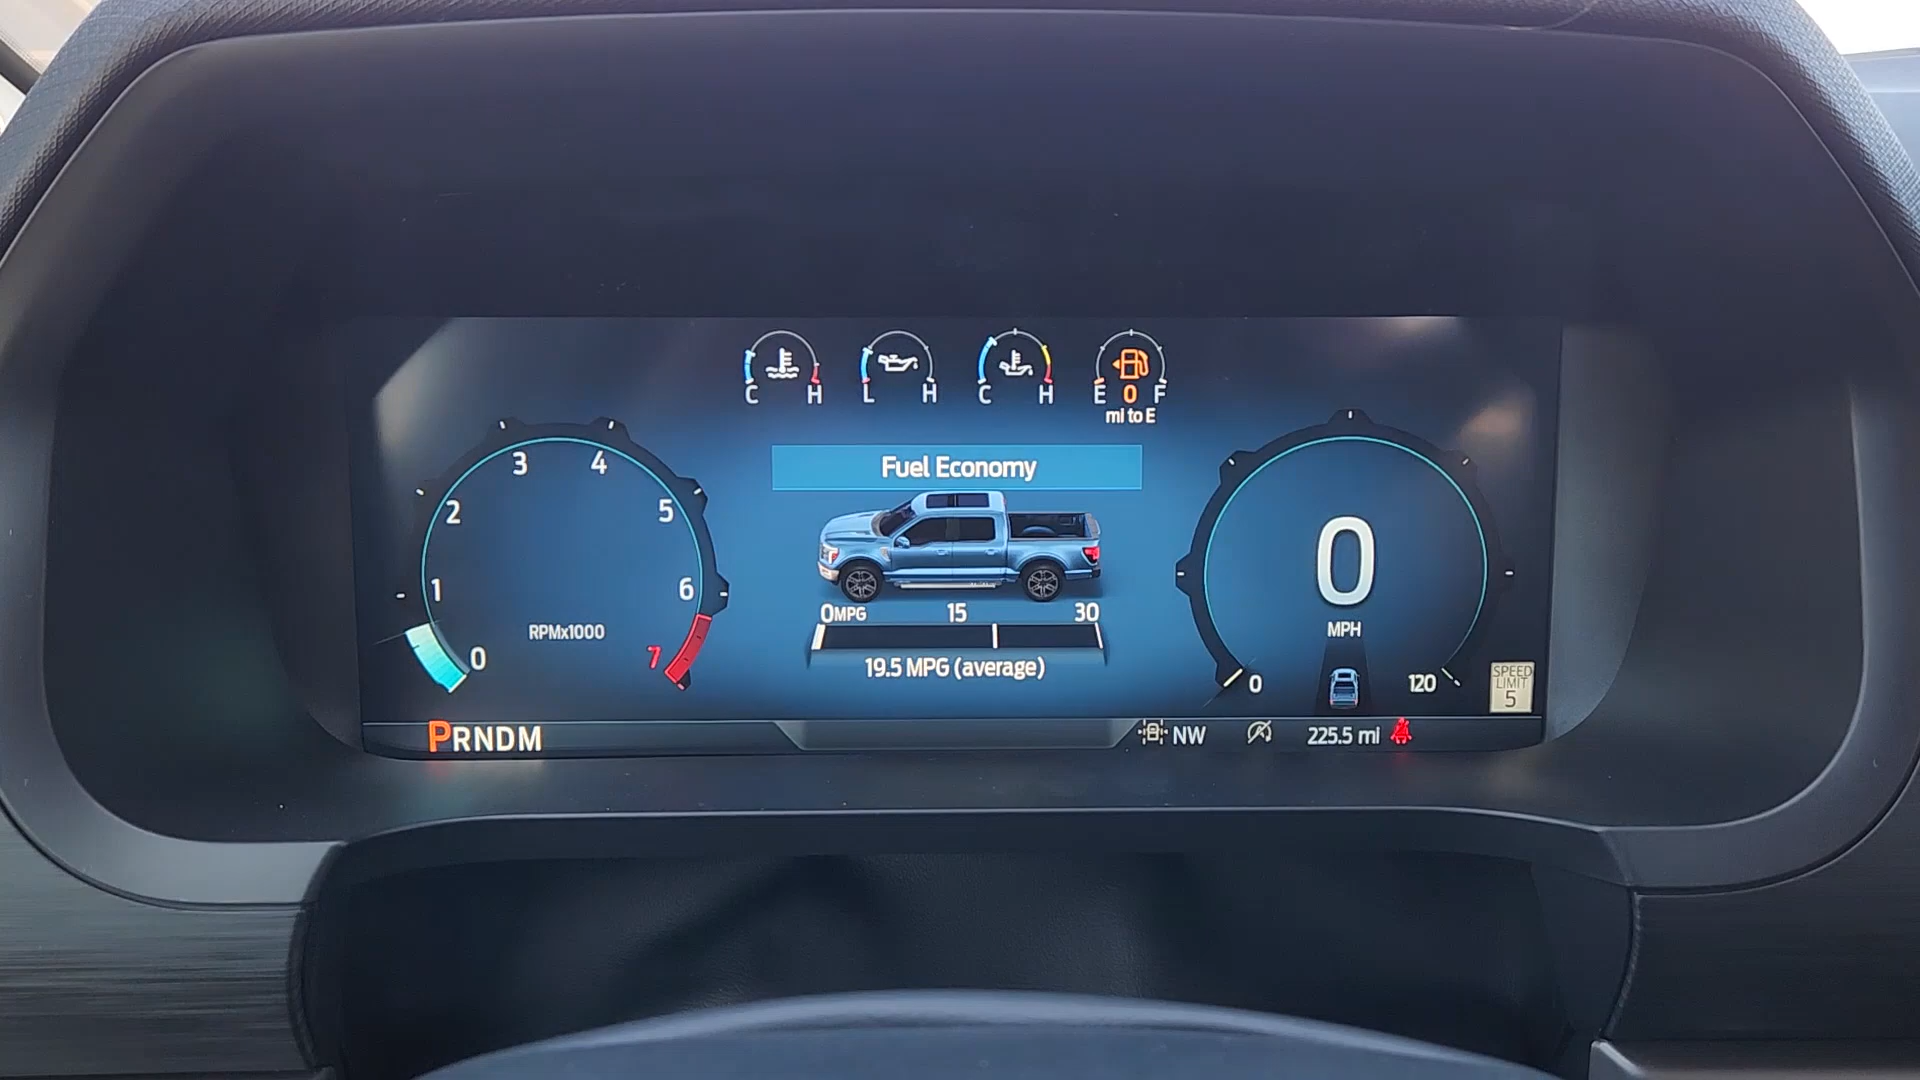 C H
L H
C H
E 0 F
mi to E
Fuel Economy
0
1
2
3
4
5
6
7
RPMx1000
0MPG 15 30
19.5 MPG (average)
0
MPH
0 120
SPEED
LIMIT
5
PRNDM
NW
225.5 mi